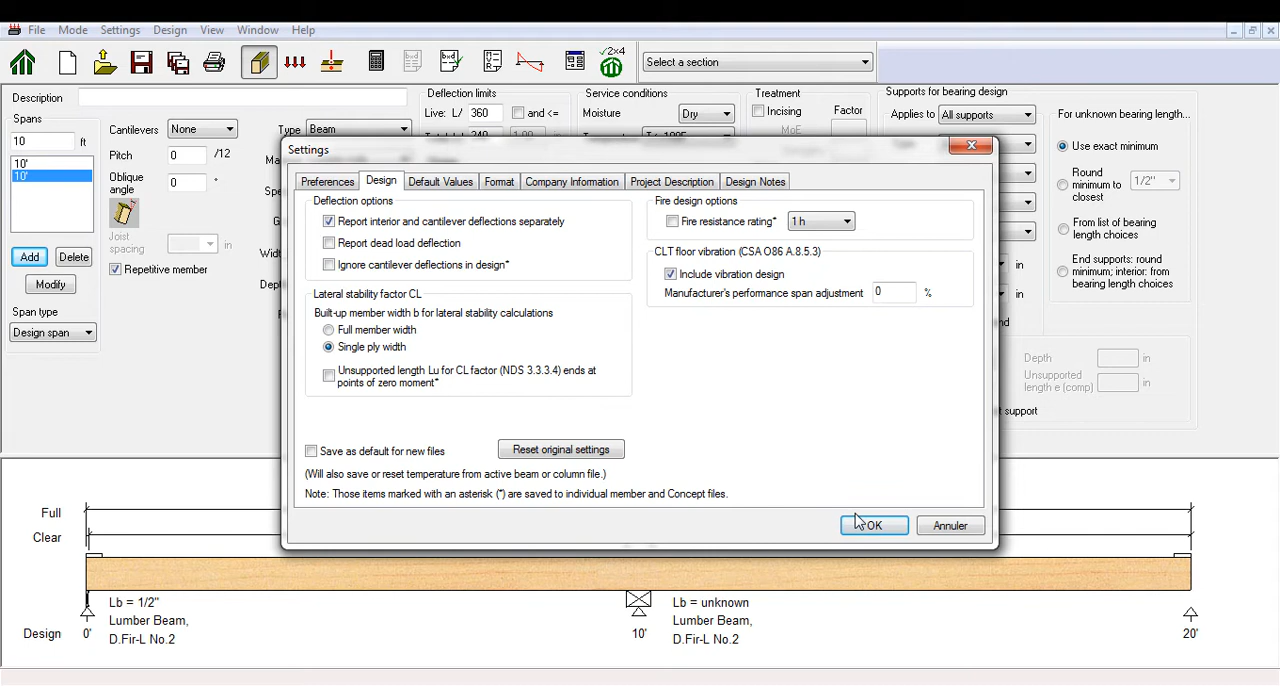 File Mode Settings Design View Window Help
2x4
Select a section
Description
Spans
10 ft
10'
10'
Add Delete
Modify
Span type
Design span
Cantilevers None
Pitch 0 /12
Oblique angle 0 °
Joist spacing in
Repetitive member
Type Beam
Deflection limits
Live: L/ 360 and <=
240 1.00
Service conditions
Moisture Dry
Treatment
Incising Factor
MoE
Supports for bearing design
Applies to All supports
in
in
For unknown bearing length...
Use exact minimum
Round minimum to closest 1/2"
From list of bearing length choices
End supports: round minimum; interior: from bearing length choices
Depth in
Unsupported length e (comp) in
Settings
Preferences Design Default Values Format Company Information Project Description Design Notes
Deflection options
Report interior and cantilever deflections separately
Report dead load deflection
Ignore cantilever deflections in design*
Lateral stability factor CL
Built-up member width b for lateral stability calculations
Full member width
Single ply width
Unsupported length Lu for CL factor (NDS 3.3.3.4) ends at
points of zero moment*
Fire design options
Fire resistance rating* 1 h
CLT floor vibration (CSA O86 A.8.5.3)
Include vibration design
Manufacturer's performance span adjustment 0 %
Save as default for new files Reset original settings
(Will also save or reset temperature from active beam or column file.)
Note: Those items marked with an asterisk (*) are saved to individual member and Concept files.
OK Annuler
Full
Clear
Lb = 1/2" Lb = unknown
Lumber Beam, Lumber Beam,
Design 0' D.Fir-L No.2 10' D.Fir-L No.2 20'